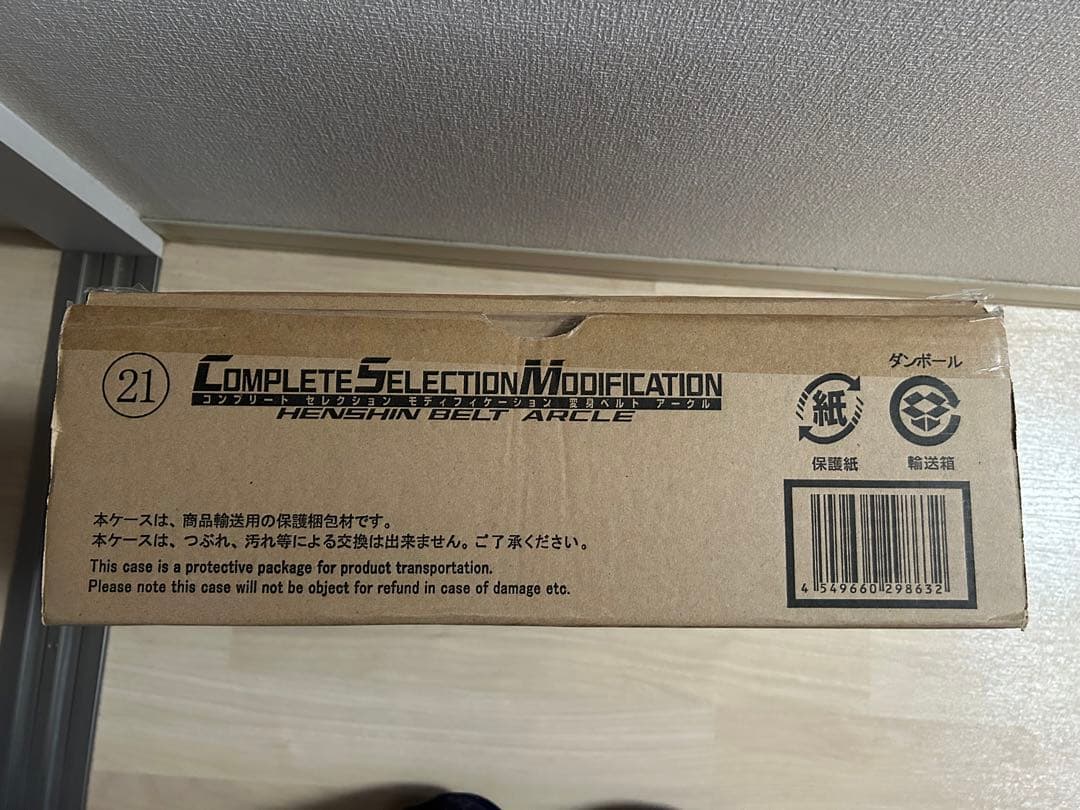 21
COMPLETE SELECTION MODIFICATION
コンプリート セレクション モディフィケーション 変身ベルト アークル
HENSHIN BELT ARCLE
ダンボール
紙
保護紙
輸送箱
本ケースは、商品輸送用の保護梱包材です。
本ケースは、つぶれ、汚れ等による交換は出来ません。ご了承ください。
This case is a protective package for product transportation.
Please note this case will not be object for refund in case of damage etc.
4 549660 298632